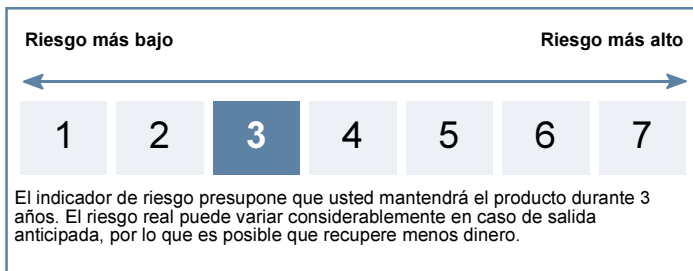 Riesgo más bajo Riesgo más alto
1 2 3 4 5 6 7
El indicador de riesgo presupone que usted mantendrá el producto durante 3
años. El riesgo real puede variar considerablemente en caso de salida
anticipada, por lo que es posible que recupere menos dinero.